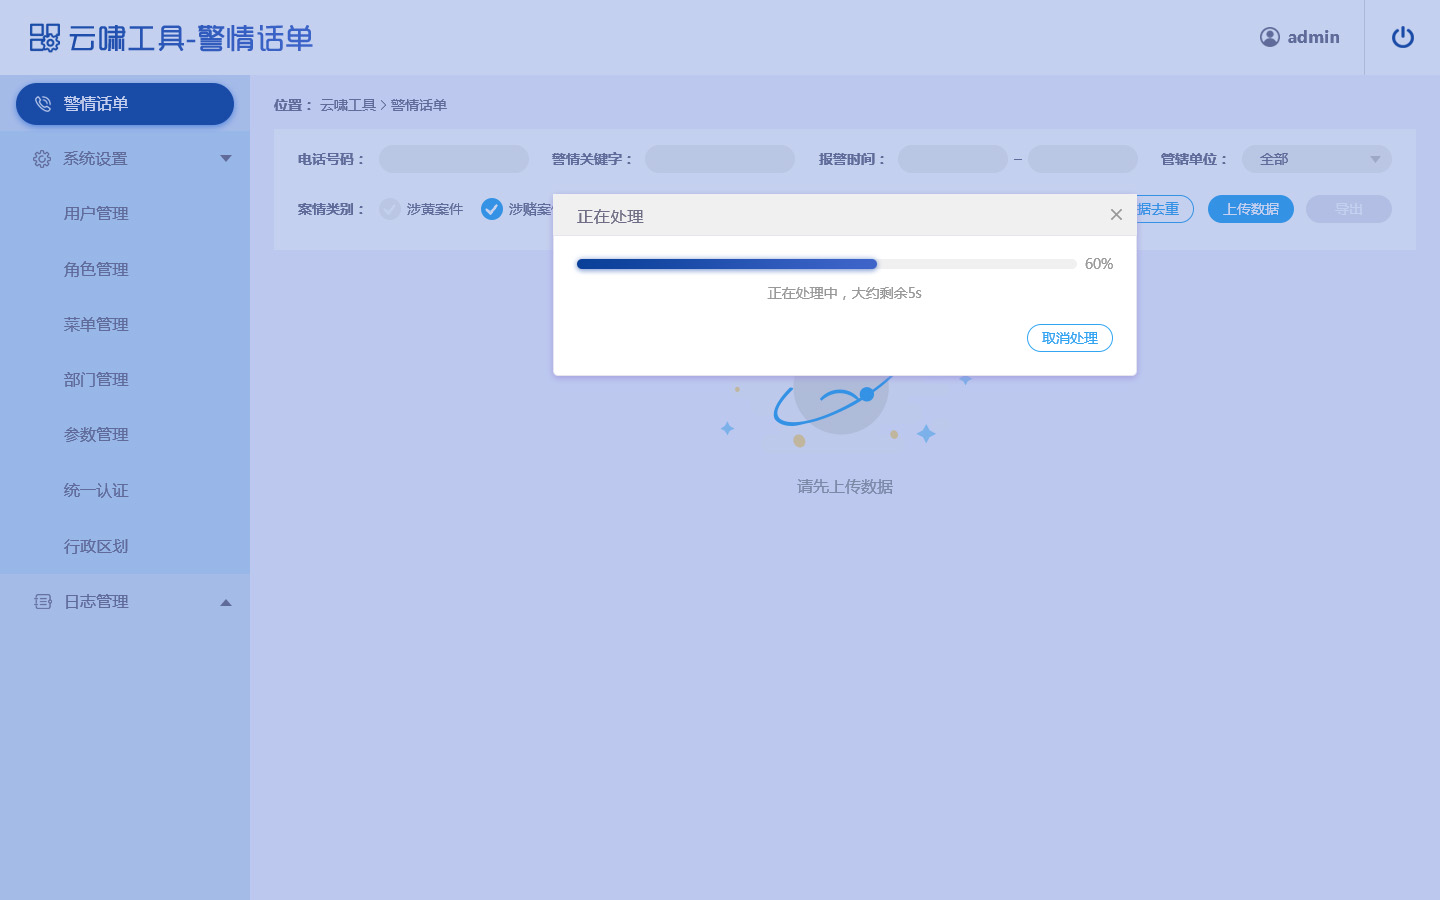 云啸工具-警情话单
admin
警情话单
系统设置
用户管理
角色管理
菜单管理
部门管理
参数管理
统一认证
行政区划
日志管理
位置： 云啸工具 > 警情话单
电话号码： 警情关键字： 报警时间： – 管辖单位： 全部
案情类别： 涉黄案件 涉赌案 据去重 上传数据 导出
正在处理
60%
正在处理中，大约剩余5s
取消处理
请先上传数据